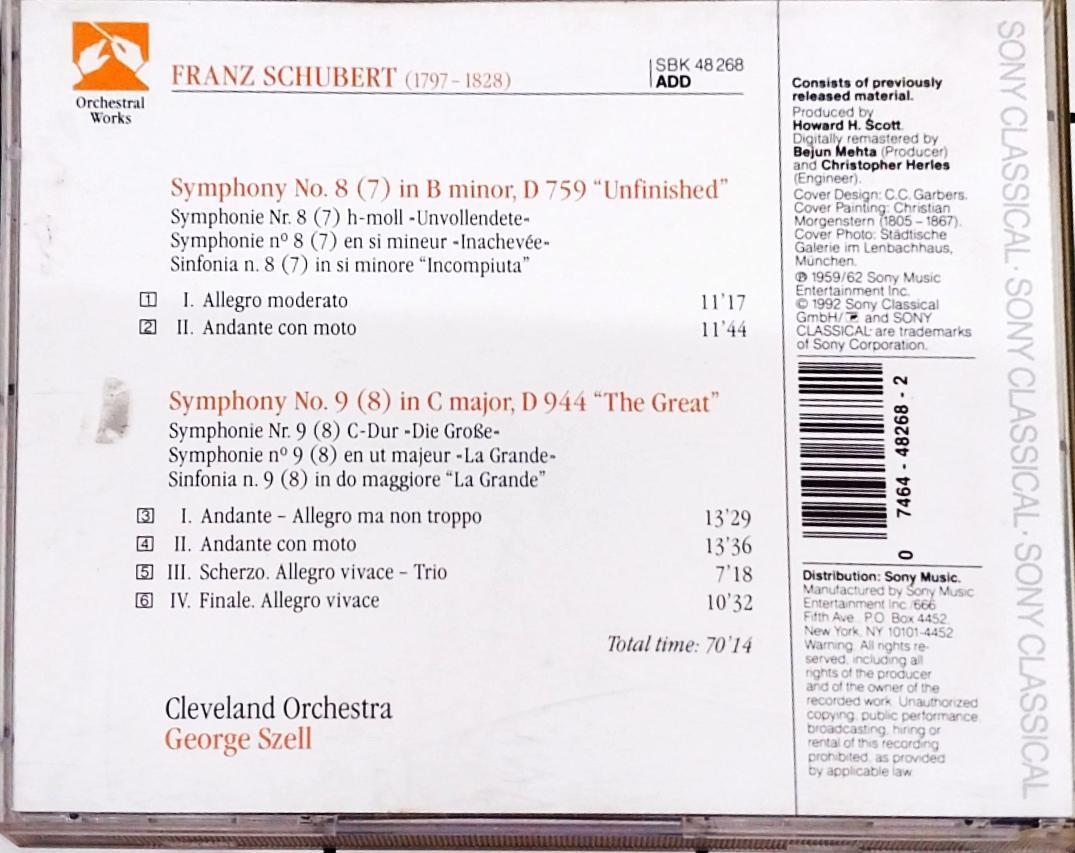 Orchestral
Works
FRANZ SCHUBERT (1797–1828)
SBK 48 268
ADD
Symphony No. 8 (7) in B minor, D 759 “Unfinished”
Symphonie Nr. 8 (7) h-moll -Unvollendete-
Symphonie nº 8 (7) en si mineur -Inachevée-
Sinfonia n. 8 (7) in si minore “Incompiuta”
1 I. Allegro moderato 11'17
2 II. Andante con moto 11'44
Symphony No. 9 (8) in C major, D 944 “The Great”
Symphonie Nr. 9 (8) C-Dur -Die Große-
Symphonie nº 9 (8) en ut majeur -La Grande-
Sinfonia n. 9 (8) in do maggiore “La Grande”
3 I. Andante – Allegro ma non troppo 13'29
4 II. Andante con moto 13'36
5 III. Scherzo. Allegro vivace – Trio 7'18
6 IV. Finale. Allegro vivace 10'32
Total time: 70'14
Cleveland Orchestra
George Szell
Consists of previously
released material.
Produced by
Howard H. Scott.
Digitally remastered by
Bejun Mehta (Producer)
and Christopher Herles
(Engineer).
Cover Design: C.C. Garbers.
Cover Painting: Christian
Morgenstern (1805–1867).
Cover Photo: Städtische
Galerie im Lenbachhaus,
München.
℗ 1959/62 Sony Music
Entertainment Inc.
© 1992 Sony Classical
GmbH/ and SONY
CLASSICAL are trademarks
of Sony Corporation.
0 7464-48268-2
Distribution: Sony Music.
Manufactured by Sony Music
Entertainment Inc./666
Fifth Ave., P.O. Box 4452,
New York, NY 10101-4452
Warning. All rights re-
served, including all
rights of the producer
and of the owner of the
recorded work. Unauthorized
copying, public performance,
broadcasting, hiring or
rental of this recording
prohibited, as provided
by applicable law.
SONY CLASSICAL · SONY CLASSICAL · SONY CLASSICAL